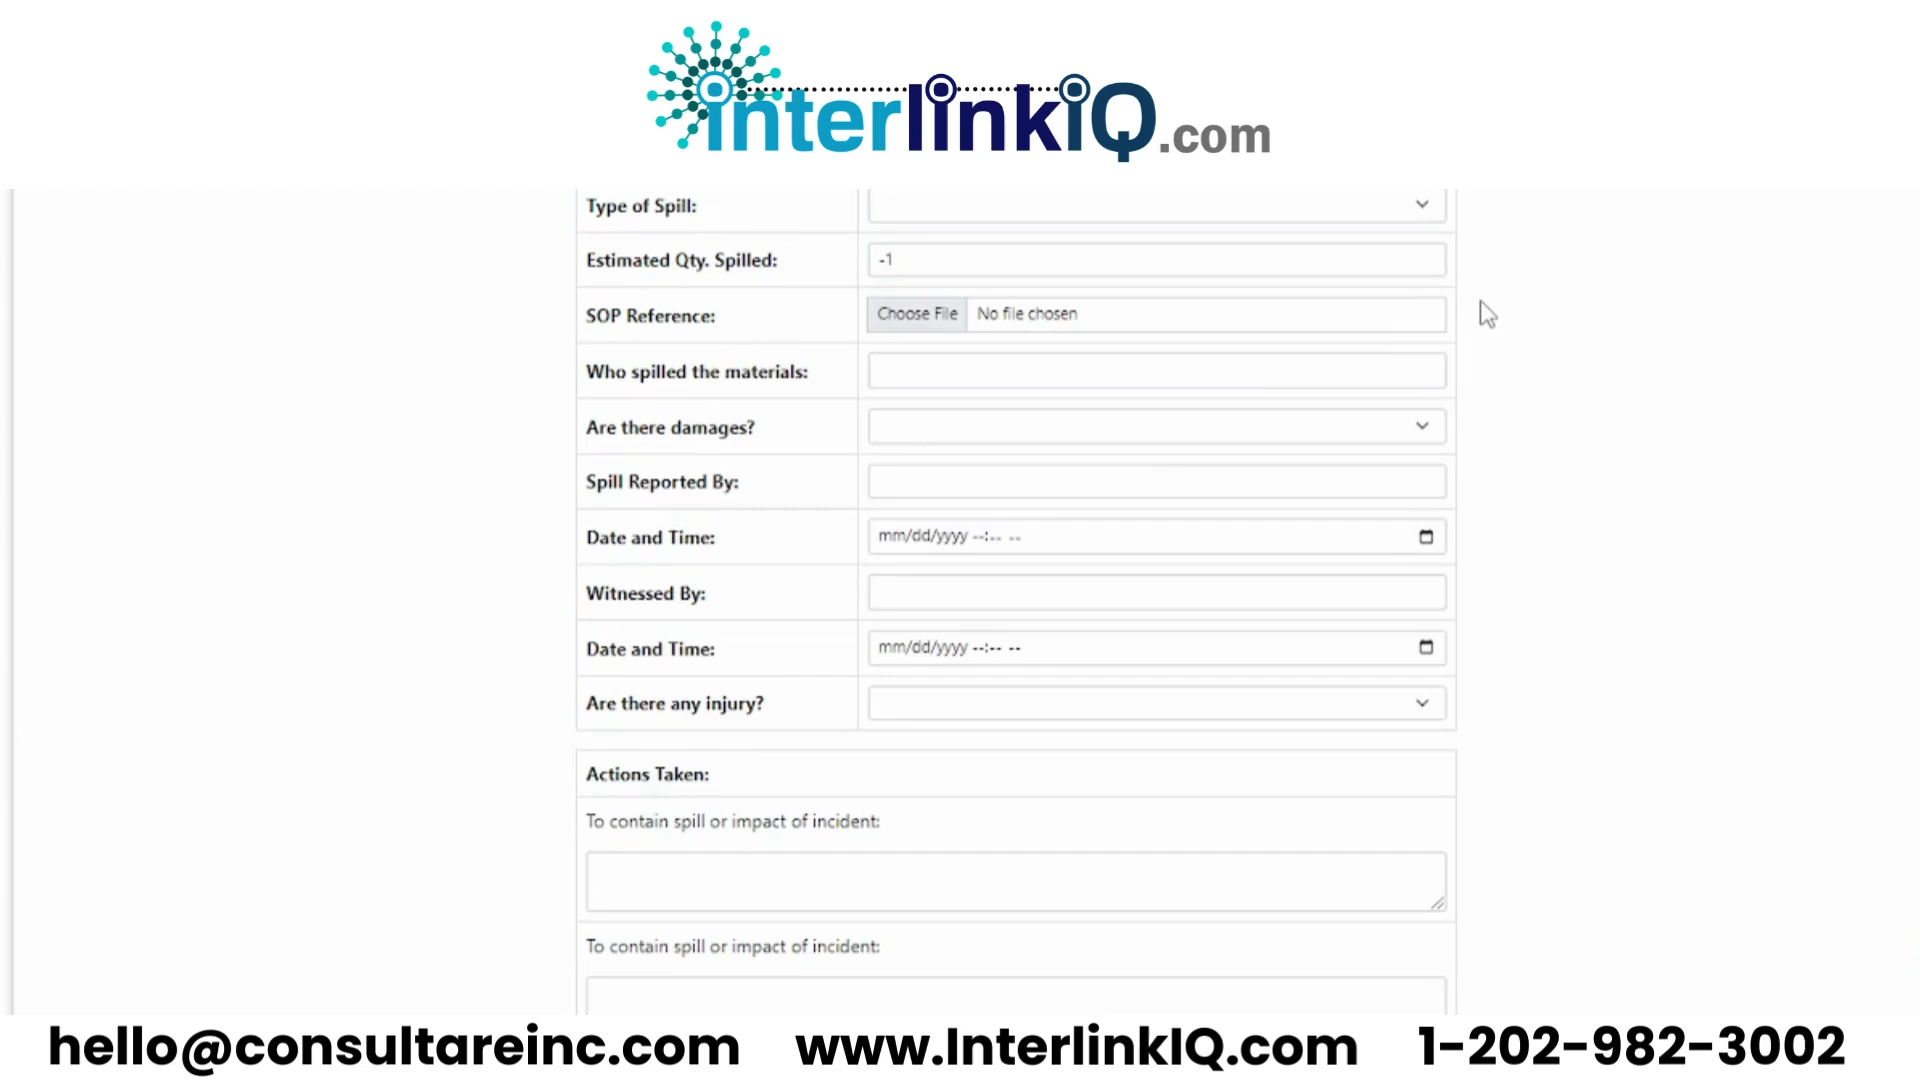 interlinkIQ.com
Type of Spill:
Estimated Qty. Spilled: -1
SOP Reference: Choose File No file chosen
Who spilled the materials:
Are there damages?
Spill Reported By:
Date and Time: mm/dd/yyyy --:-- --
Witnessed By:
Date and Time: mm/dd/yyyy --:-- --
Are there any injury?
Actions Taken:
To contain spill or impact of incident:
To contain spill or impact of incident:
hello@consultareinc.com www.InterlinkIQ.com 1-202-982-3002